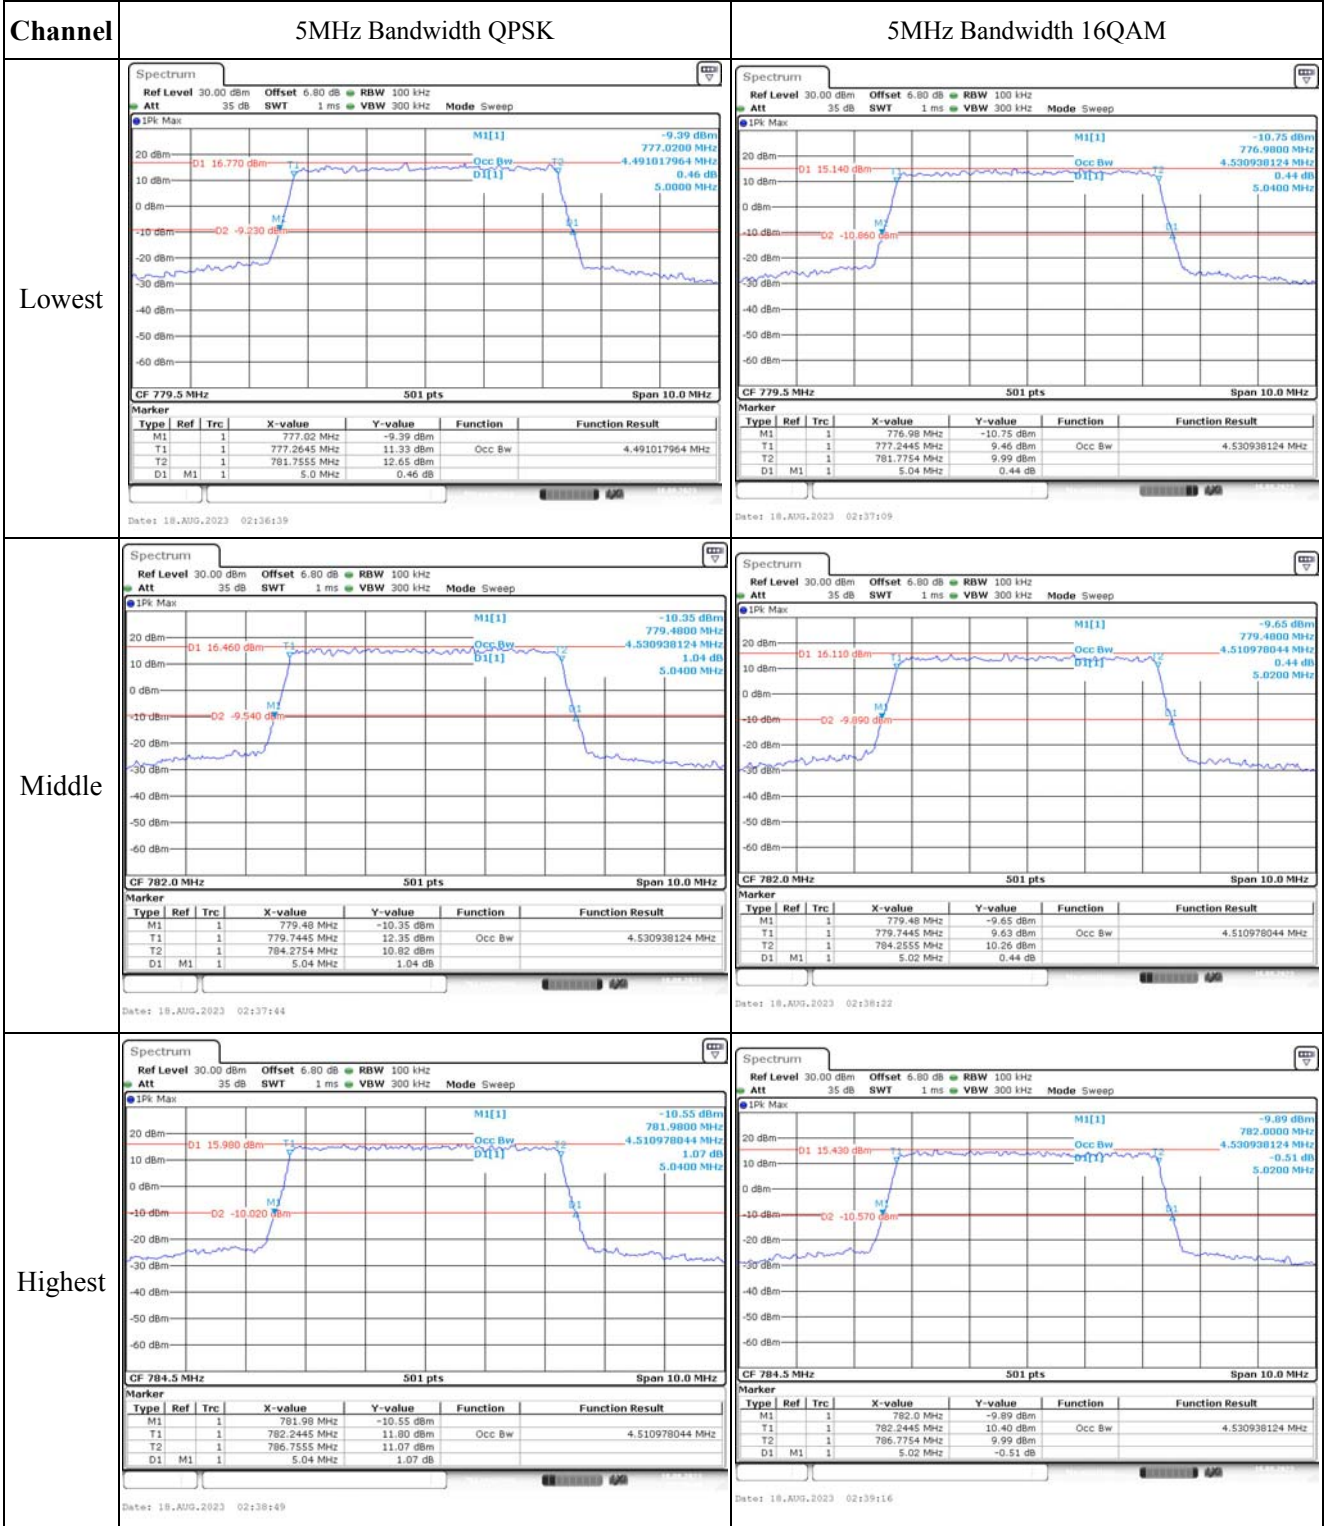 Channel 5MHz Bandwidth QPSK 5MHz Bandwidth 16QAM
Lowest
Spectrum
Ref Level 30.00 dBm Offset 6.80 dB RBW 100 kHz
Att 35 dB SWT 1 ms VBW 300 kHz Mode Sweep
1Pk Max
M1[1] -9.39 dBm
777.0200 MHz
20 dBm
D1 16.770 dBm T1 Occ Bw T2 4.491017964 MHz
D1[1] 0.46 dB
10 dBm 5.0000 MHz
0 dBm
M1 D1
-10 dBm D2 -9.230 dBm
-20 dBm
-30 dBm
-40 dBm
-50 dBm
-60 dBm
CF 779.5 MHz 501 pts Span 10.0 MHz
Marker
Type Ref Trc X-value Y-value Function Function Result
M1 1 777.02 MHz -9.39 dBm
T1 1 777.2645 MHz 11.33 dBm Occ Bw 4.491017964 MHz
T2 1 781.7555 MHz 12.65 dBm
D1 M1 1 5.0 MHz 0.46 dB
Date: 18.AUG.2023 02:36:39
Spectrum
Ref Level 30.00 dBm Offset 6.80 dB RBW 100 kHz
Att 35 dB SWT 1 ms VBW 300 kHz Mode Sweep
1Pk Max
M1[1] -10.75 dBm
776.9800 MHz
20 dBm
Occ Bw T2 4.530938124 MHz
D1 15.140 dBm T1 D1[1] 0.44 dB
10 dBm 5.0400 MHz
0 dBm
M1 D1
-10 dBm D2 -10.860 dBm
-20 dBm
-30 dBm
-40 dBm
-50 dBm
-60 dBm
CF 779.5 MHz 501 pts Span 10.0 MHz
Marker
Type Ref Trc X-value Y-value Function Function Result
M1 1 776.98 MHz -10.75 dBm
T1 1 777.2445 MHz 9.46 dBm Occ Bw 4.530938124 MHz
T2 1 781.7754 MHz 9.99 dBm
D1 M1 1 5.04 MHz 0.44 dB
Date: 18.AUG.2023 02:37:09
Middle
Spectrum
Ref Level 30.00 dBm Offset 6.80 dB RBW 100 kHz
Att 35 dB SWT 1 ms VBW 300 kHz Mode Sweep
1Pk Max
M1[1] -10.35 dBm
779.4800 MHz
20 dBm
D1 16.460 dBm T1 Occ Bw T2 4.530938124 MHz
D1[1] 1.04 dB
10 dBm 5.0400 MHz
0 dBm
M1 D1
-10 dBm D2 -9.540 dBm
-20 dBm
-30 dBm
-40 dBm
-50 dBm
-60 dBm
CF 782.0 MHz 501 pts Span 10.0 MHz
Marker
Type Ref Trc X-value Y-value Function Function Result
M1 1 779.48 MHz -10.35 dBm
T1 1 779.7445 MHz 12.35 dBm Occ Bw 4.530938124 MHz
T2 1 784.2754 MHz 10.82 dBm
D1 M1 1 5.04 MHz 1.04 dB
Date: 18.AUG.2023 02:37:44
Spectrum
Ref Level 30.00 dBm Offset 6.80 dB RBW 100 kHz
Att 35 dB SWT 1 ms VBW 300 kHz Mode Sweep
1Pk Max
M1[1] -9.65 dBm
779.4800 MHz
20 dBm
Occ Bw 4.510978044 MHz
D1 16.110 dBm T1 D1[1] T2 0.44 dB
10 dBm 5.0200 MHz
0 dBm
M1 D1
-10 dBm D2 -9.890 dBm
-20 dBm
-30 dBm
-40 dBm
-50 dBm
-60 dBm
CF 782.0 MHz 501 pts Span 10.0 MHz
Marker
Type Ref Trc X-value Y-value Function Function Result
M1 1 779.48 MHz -9.65 dBm
T1 1 779.7445 MHz 9.63 dBm Occ Bw 4.510978044 MHz
T2 1 784.2555 MHz 10.26 dBm
D1 M1 1 5.02 MHz 0.44 dB
Date: 18.AUG.2023 02:38:22
Highest
Spectrum
Ref Level 30.00 dBm Offset 6.80 dB RBW 100 kHz
Att 35 dB SWT 1 ms VBW 300 kHz Mode Sweep
1Pk Max
M1[1] -10.55 dBm
781.9800 MHz
20 dBm
D1 15.980 dBm T1 Occ Bw T2 4.510978044 MHz
D1[1] 1.07 dB
10 dBm 5.0400 MHz
0 dBm
M1 D1
-10 dBm D2 -10.020 dBm
-20 dBm
-30 dBm
-40 dBm
-50 dBm
-60 dBm
CF 784.5 MHz 501 pts Span 10.0 MHz
Marker
Type Ref Trc X-value Y-value Function Function Result
M1 1 781.98 MHz -10.55 dBm
T1 1 782.2445 MHz 11.80 dBm Occ Bw 4.510978044 MHz
T2 1 786.7555 MHz 11.07 dBm
D1 M1 1 5.04 MHz 1.07 dB
Date: 18.AUG.2023 02:38:49
Spectrum
Ref Level 30.00 dBm Offset 6.80 dB RBW 100 kHz
Att 35 dB SWT 1 ms VBW 300 kHz Mode Sweep
1Pk Max
M1[1] -9.89 dBm
782.0000 MHz
20 dBm
Occ Bw 4.530938124 MHz
D1 15.430 dBm T1 D1[1] T2 -0.51 dB
10 dBm 5.0200 MHz
0 dBm
M1 D1
-10 dBm D2 -10.570 dBm
-20 dBm
-30 dBm
-40 dBm
-50 dBm
-60 dBm
CF 784.5 MHz 501 pts Span 10.0 MHz
Marker
Type Ref Trc X-value Y-value Function Function Result
M1 1 782.0 MHz -9.89 dBm
T1 1 782.2445 MHz 10.40 dBm Occ Bw 4.530938124 MHz
T2 1 786.7754 MHz 9.99 dBm
D1 M1 1 5.02 MHz -0.51 dB
Date: 18.AUG.2023 02:39:16